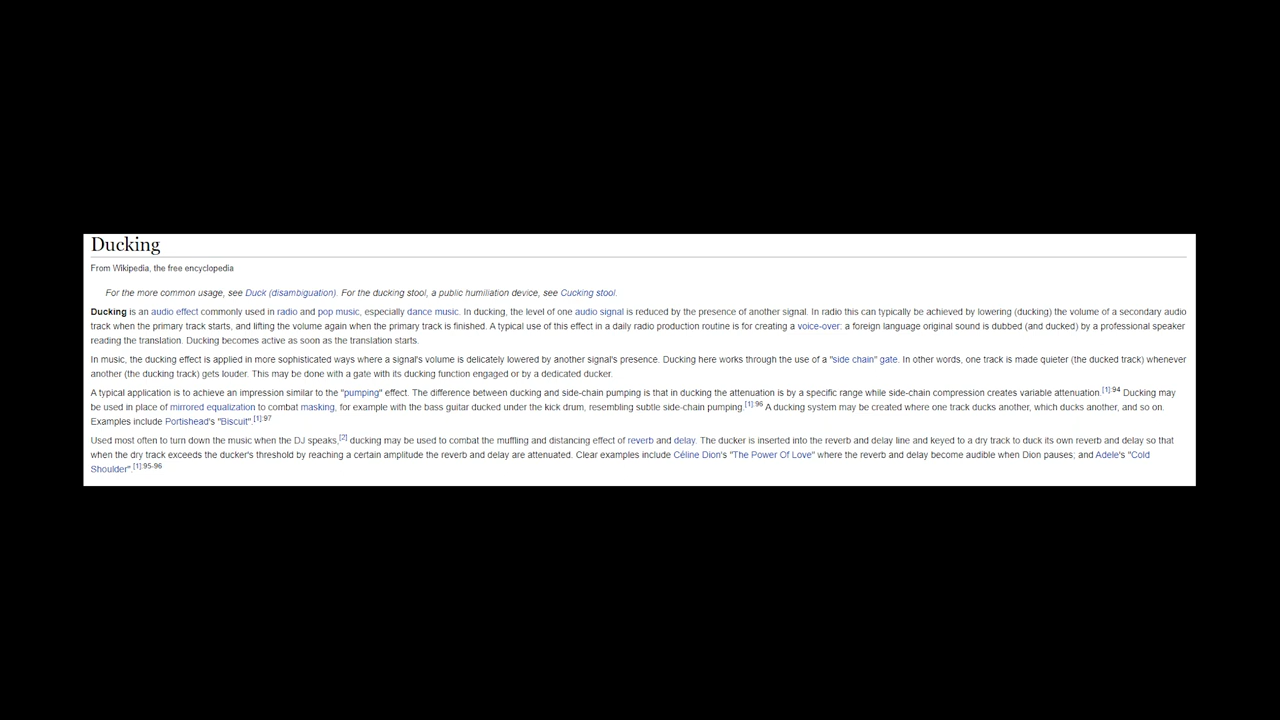 Ducking
From Wikipedia, the free encyclopedia
For the more common usage, see Duck (disambiguation). For the ducking stool, a public humiliation device, see Cucking stool.
Ducking is an audio effect commonly used in radio and pop music, especially dance music. In ducking, the level of one audio signal is reduced by the presence of another signal. In radio this can typically be achieved by lowering (ducking) the volume of a secondary audio
track when the primary track starts, and lifting the volume again when the primary track is finished. A typical use of this effect in a daily radio production routine is for creating a voice-over: a foreign language original sound is dubbed (and ducked) by a professional speaker
reading the translation. Ducking becomes active as soon as the translation starts.
In music, the ducking effect is applied in more sophisticated ways where a signal's volume is delicately lowered by another signal's presence. Ducking here works through the use of a "side chain" gate. In other words, one track is made quieter (the ducked track) whenever
another (the ducking track) gets louder. This may be done with a gate with its ducking function engaged or by a dedicated ducker.
A typical application is to achieve an impression similar to the "pumping" effect. The difference between ducking and side-chain pumping is that in ducking the attenuation is by a specific range while side-chain compression creates variable attenuation.[1]:94 Ducking may
be used in place of mirrored equalization to combat masking, for example with the bass guitar ducked under the kick drum, resembling subtle side-chain pumping.[1]:96 A ducking system may be created where one track ducks another, which ducks another, and so on.
Examples include Portishead's "Biscuit".[1]:97
Used most often to turn down the music when the DJ speaks,[2] ducking may be used to combat the muffling and distancing effect of reverb and delay. The ducker is inserted into the reverb and delay line and keyed to a dry track to duck its own reverb and delay so that
when the dry track exceeds the ducker's threshold by reaching a certain amplitude the reverb and delay are attenuated. Clear examples include Céline Dion's "The Power Of Love" where the reverb and delay become audible when Dion pauses; and Adele's "Cold
Shoulder".[1]:95-96